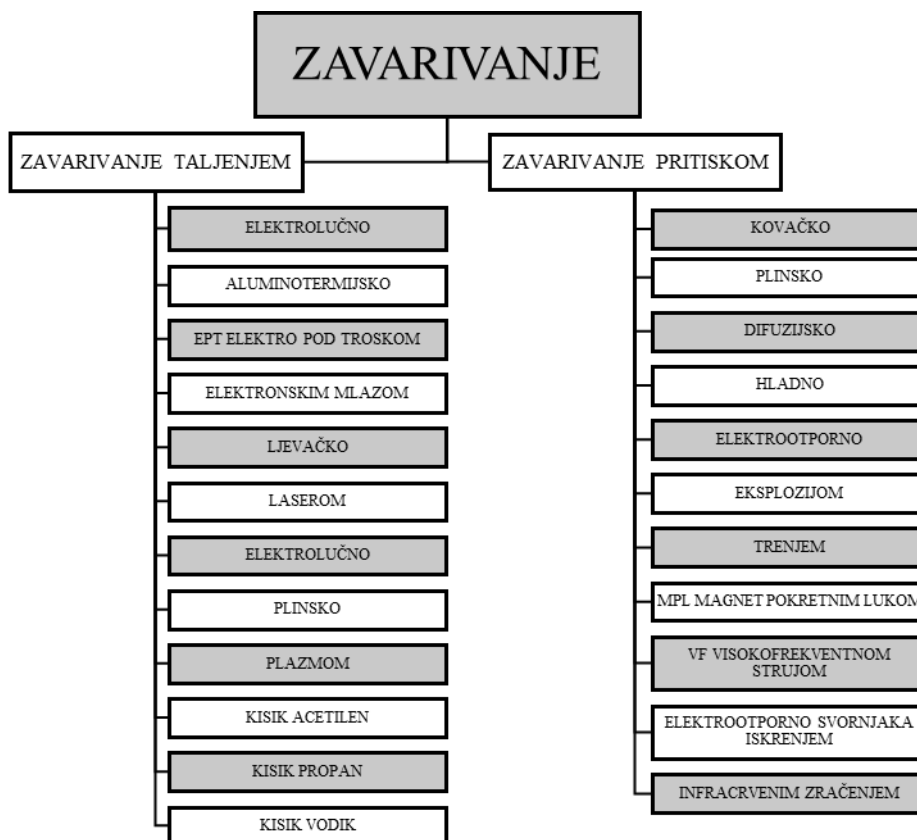 ZAVARIVANJE
ZAVARIVANJE TALJENJEM
ELEKTROLUČNO
ALUMINOTERMIJSKO
EPT ELEKTRO POD TROSKOM
ELEKTRONSKIM MLAZOM
LJEVAČKO
LASEROM
ELEKTROLUČNO
PLINSKO
PLAZMOM
KISIK ACETILEN
KISIK PROPAN
KISIK VODIK
ZAVARIVANJE PRITISKOM
KOVAČKO
PLINSKO
DIFUZIJSKO
HLADNO
ELEKTROOTPORNO
EKSPLOZIJOM
TRENJEM
MPL MAGNET POKRETNIM LUKOM
VF VISOKOFREKVENTNOM
STRUJOM
ELEKTROOTPORNO SVORNJAKA
ISKRENJEM
INFRACRVENIM ZRAČENJEM